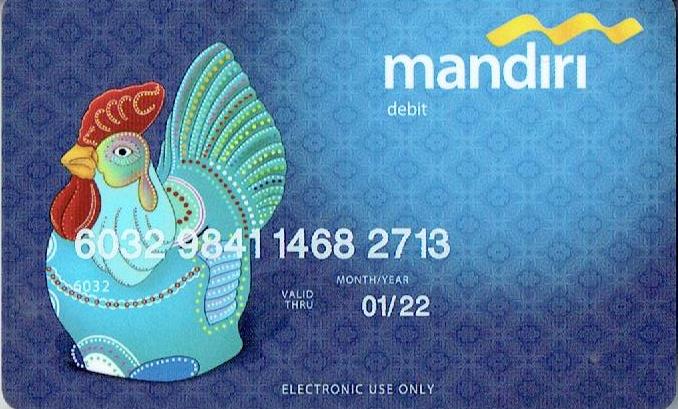 mandiri
debit
6032 9841 1468 2713
6032
MONTH/YEAR
VALID THRU 01/22
ELECTRONIC USE ONLY